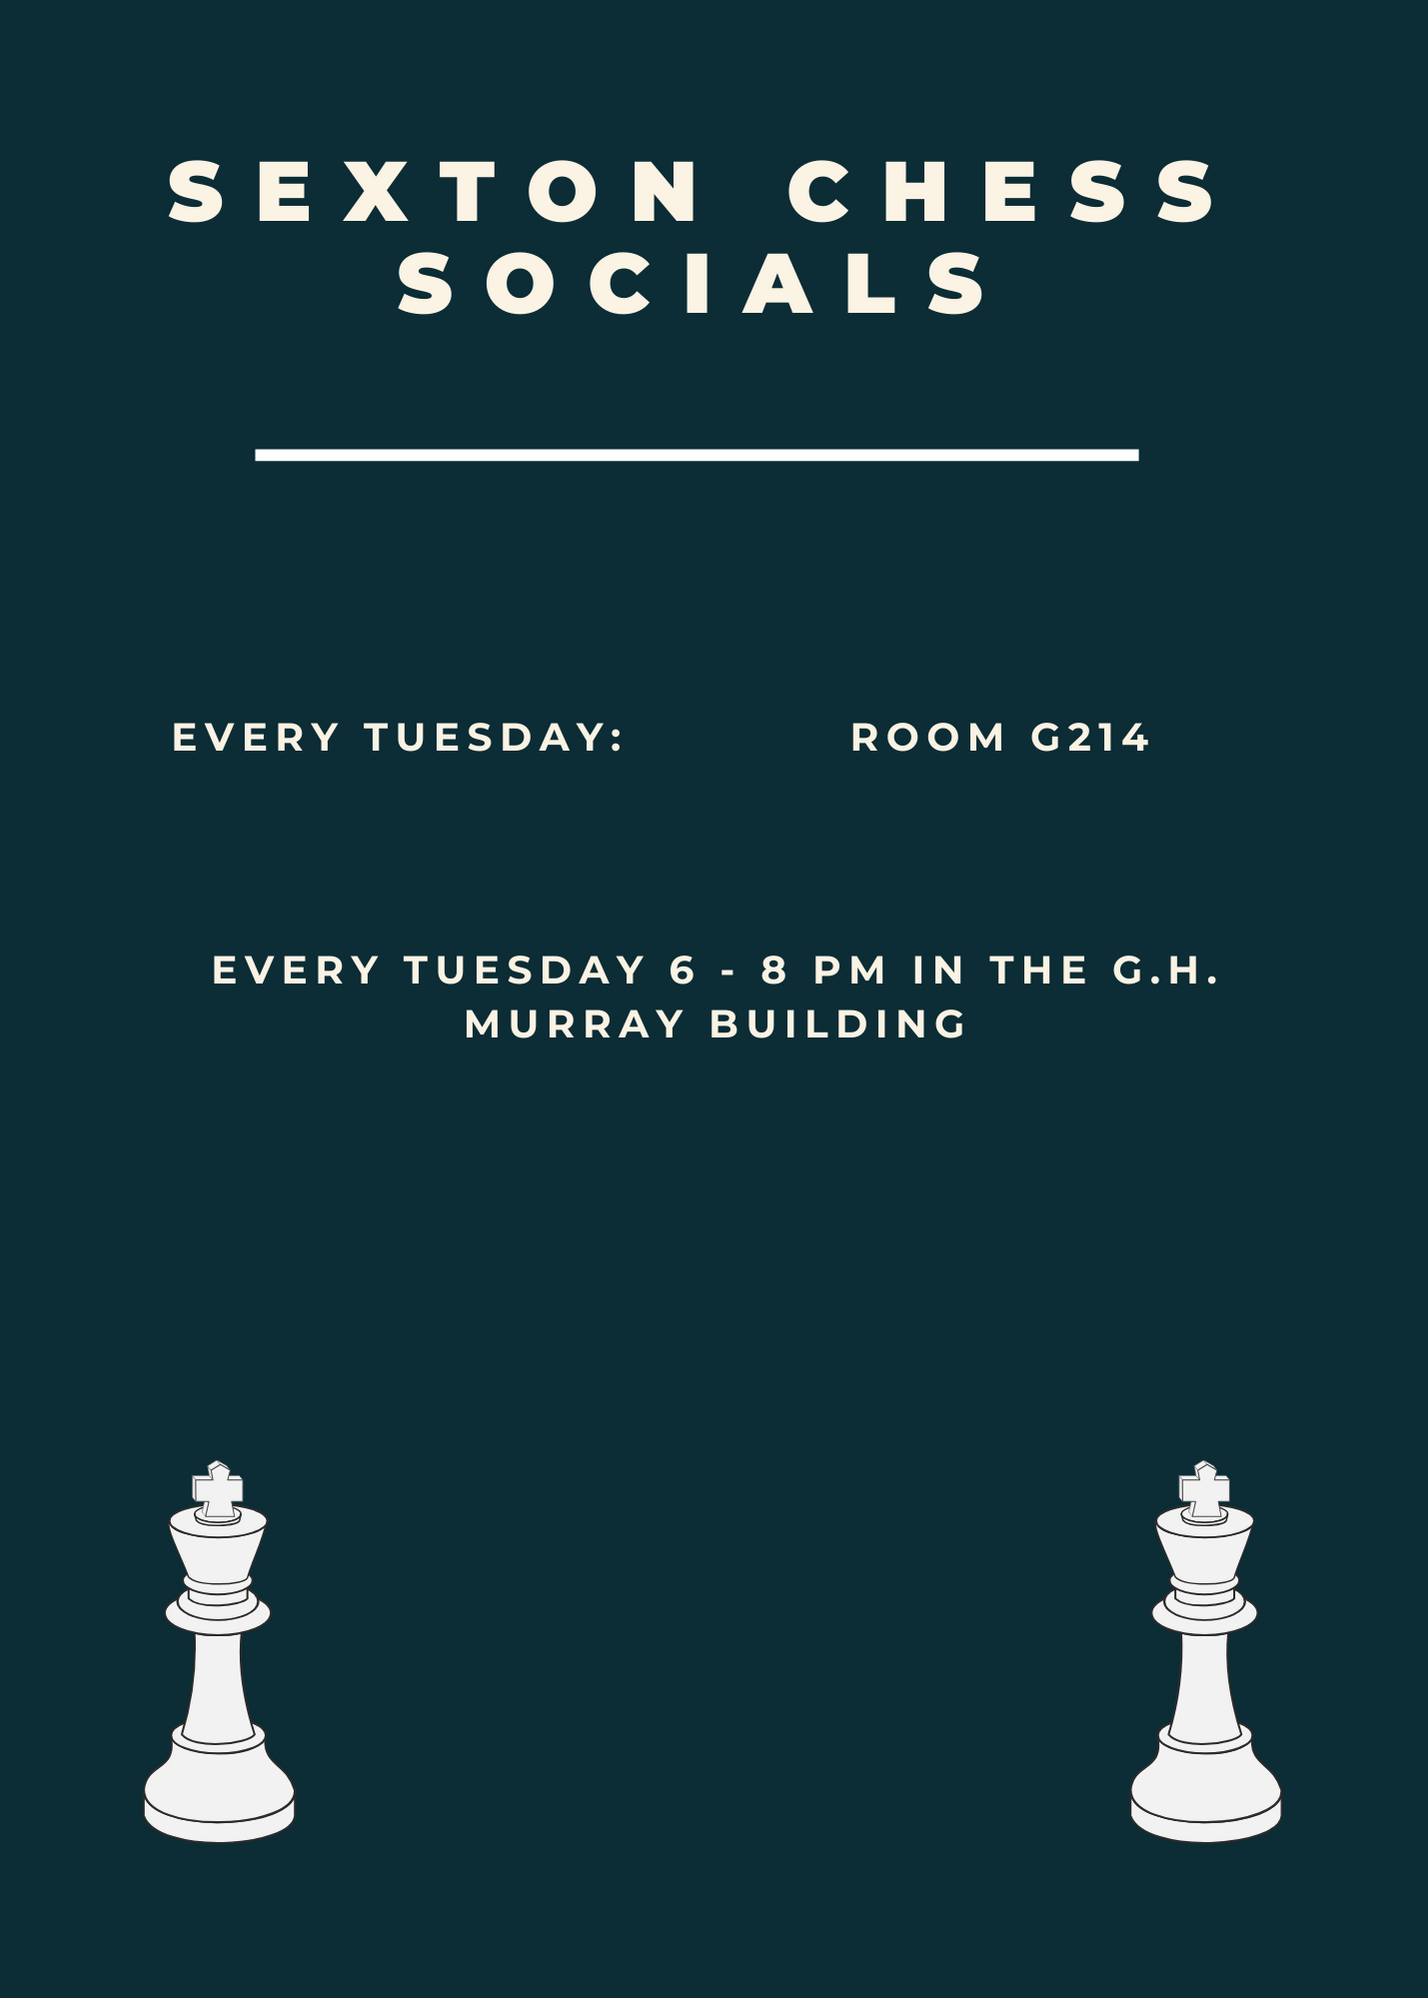 SEXTON CHESS
SOCIALS
EVERY TUESDAY: ROOM G214
EVERY TUESDAY 6 - 8 PM IN THE G.H.
MURRAY BUILDING